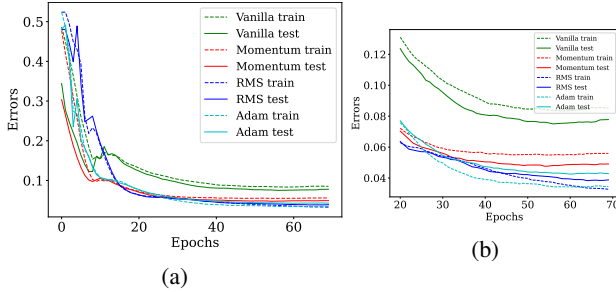 0.5
0.4
0.3
0.2
0.1
Errors
0 20 40 60
Epochs
Vanilla train
Vanilla test
Momentum train
Momentum test
RMS train
RMS test
Adam train
Adam test
(a)
0.12
0.10
0.08
0.06
0.04
Errors
20 30 40 50 60 70
Epochs
Vanilla train
Vanilla test
Momentum train
Momentum test
RMS train
RMS test
Adam train
Adam test
(b)